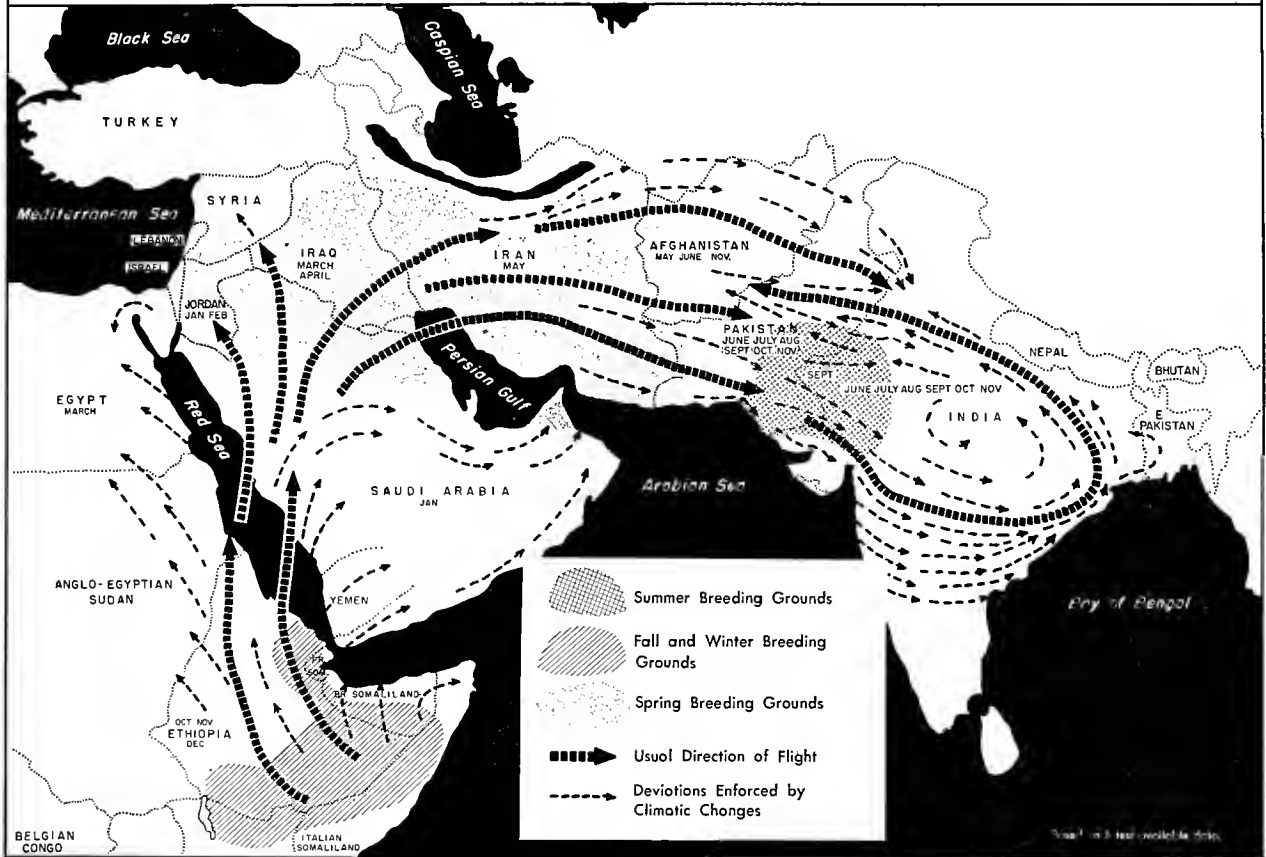 Black Sea
Caspian Sea
TURKEY
SYRIA
Mediterranean Sea
LEBANON
ISRAEL
IRAQ
MARCH
APRIL
IRAN
MAY
AFGHANISTAN
MAY JUNE NOV.
JORDAN
JAN FEB
PAKISTAN
JUNE JULY AUG
SEPT OCT NOV.
SEPT
JUNE JULY AUG SEPT OCT NOV
NEPAL
BHUTAN
INDIA
E.
PAKISTAN
Persian Gulf
EGYPT
MARCH
Red Sea
SAUDI ARABIA
JAN
Arabian Sea
ANGLO-EGYPTIAN
SUDAN
YEMEN
Bay of Bengal
FR
SOM
BR SOMALILAND
OCT NOV
ETHIOPIA
DEC
BELGIAN
CONGO
ITALIAN
SOMALILAND
Summer Breeding Grounds
Fall and Winter Breeding
Grounds
Spring Breeding Grounds
Usual Direction of Flight
Deviations Enforced by
Climatic Changes